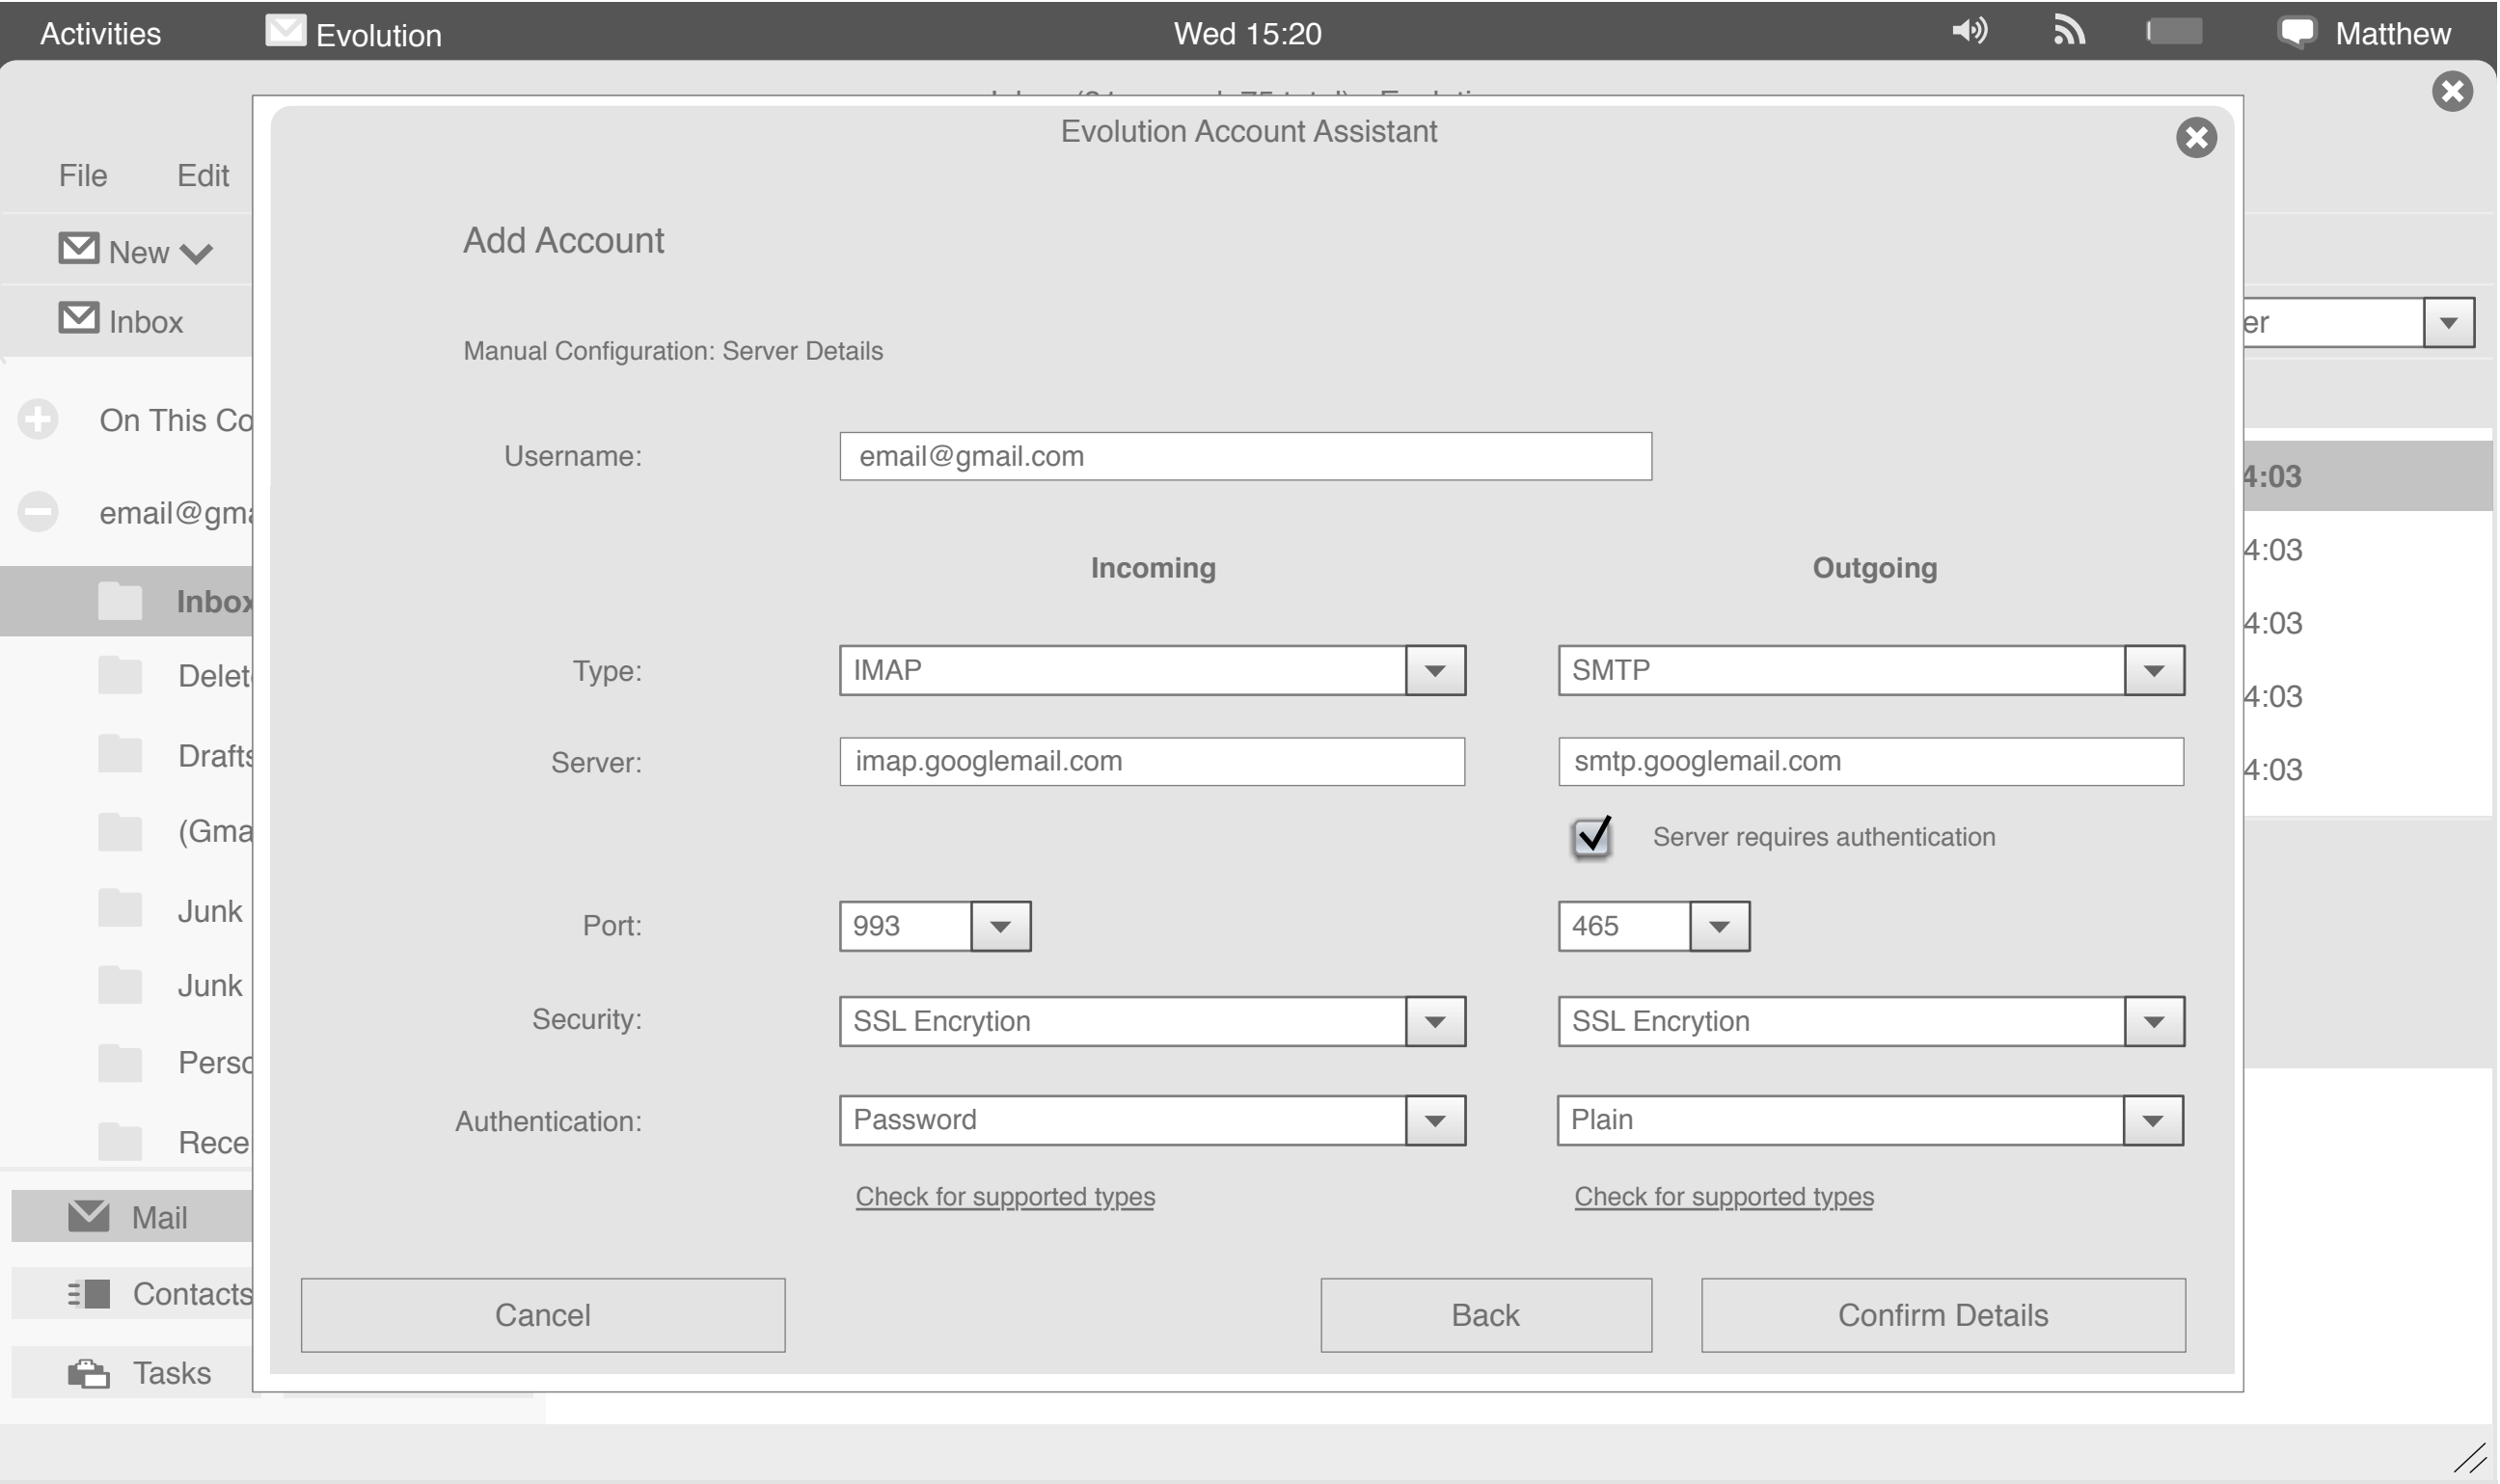 Activities
Evolution
Wed 15:20
Matthew
Evolution Account Assistant
File
Edit
Add Account
New
Inbox
er
Manual Configuration: Server Details
On This Co
Username:
email@gmail.com
4:03
email@gma
Incoming
Outgoing
4:03
Inbox
4:03
Type:
IMAP
SMTP
Delet
4:03
Server:
imap.googlemail.com
smtp.googlemail.com
Drafts
4:03
(Gma
Server requires authentication
Junk
Port:
993
465
Junk
Security:
SSL Encrytion
SSL Encrytion
Perso
Authentication:
Password
Plain
Rece
Check for supported types
Check for supported types
Mail
Contacts
Cancel
Back
Confirm Details
Tasks